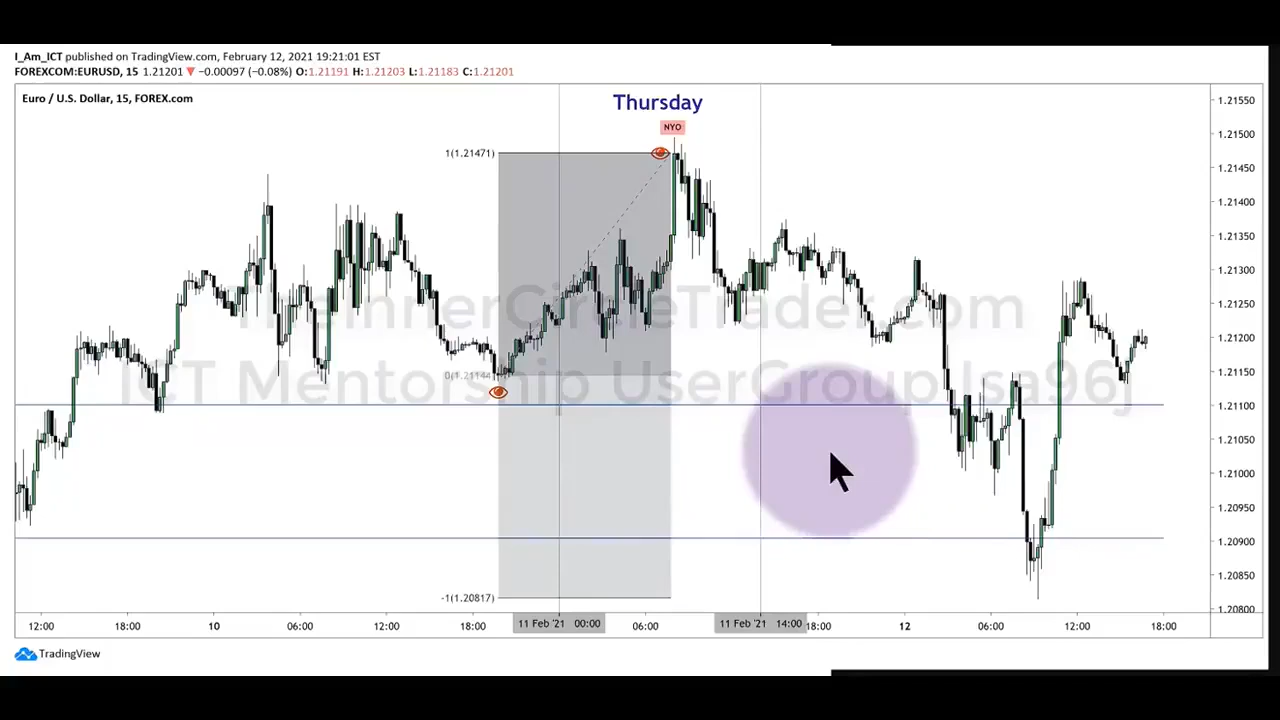 I_Am_ICT published on TradingView.com, February 12, 2021 19:21:01 EST
FOREXCOM:EURUSD, 15 1.21201 ▼ −0.00097 (−0.08%) O:1.21191 H:1.21203 L:1.21183 C:1.21201
Euro / U.S. Dollar, 15, FOREX.com
Thursday
NYO
1(1.21471)
0(1.21144)
-1(1.20817)
TheInnerCircleTrader.com
ICT Mentorship UserGroup Isa96j
1.21550
1.21500
1.21450
1.21400
1.21350
1.21300
1.21250
1.21200
1.21150
1.21100
1.21050
1.21000
1.20950
1.20900
1.20850
1.20800
12:00 18:00 10 06:00 12:00 18:00 11 Feb '21 00:00 06:00 11 Feb '21 14:00 18:00 12 06:00 12:00 18:00
TradingView